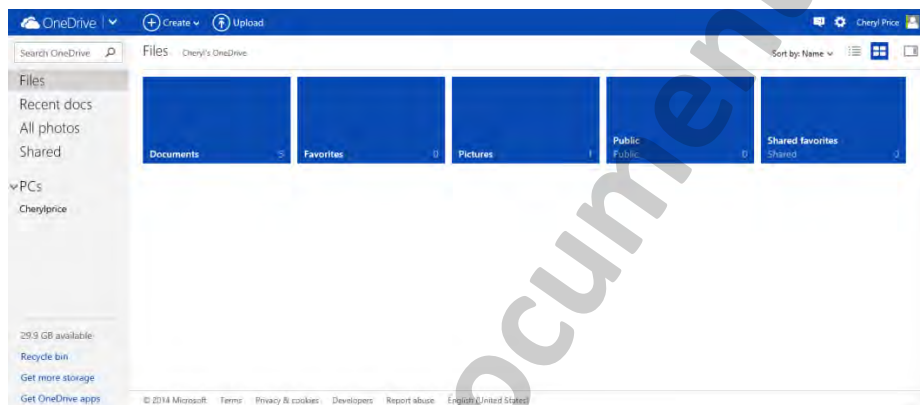 OneDrive
Create
Upload
Cheryl Price
Search OneDrive
Files
Cheryl's OneDrive
Sort by: Name
Files
Recent docs
All photos
Shared
PCs
Cherylprice
Documents 5
Favorites 0
Pictures 1
Public
Public 0
Shared favorites
Shared 0
29.9 GB available
Recycle bin
Get more storage
Get OneDrive apps
© 2014 Microsoft Terms Privacy & cookies Developers Report abuse English (United States)
ocument